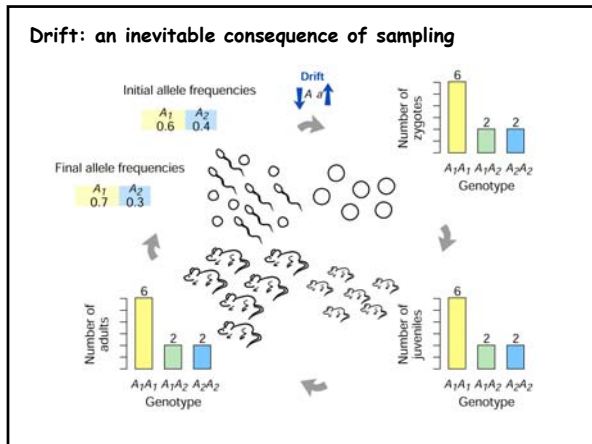 Drift: an inevitable consequence of sampling
Initial allele frequencies
A₁ A₂
0.6 0.4
Drift
A a
Final allele frequencies
A₁ A₂
0.7 0.3
Number of
zygotes
6
2 2
A₁A₁ A₁A₂ A₂A₂
Genotype
Number of
adults
6
2 2
A₁A₁ A₁A₂ A₂A₂
Genotype
Number of
juveniles
6
2 2
A₁A₁ A₁A₂ A₂A₂
Genotype